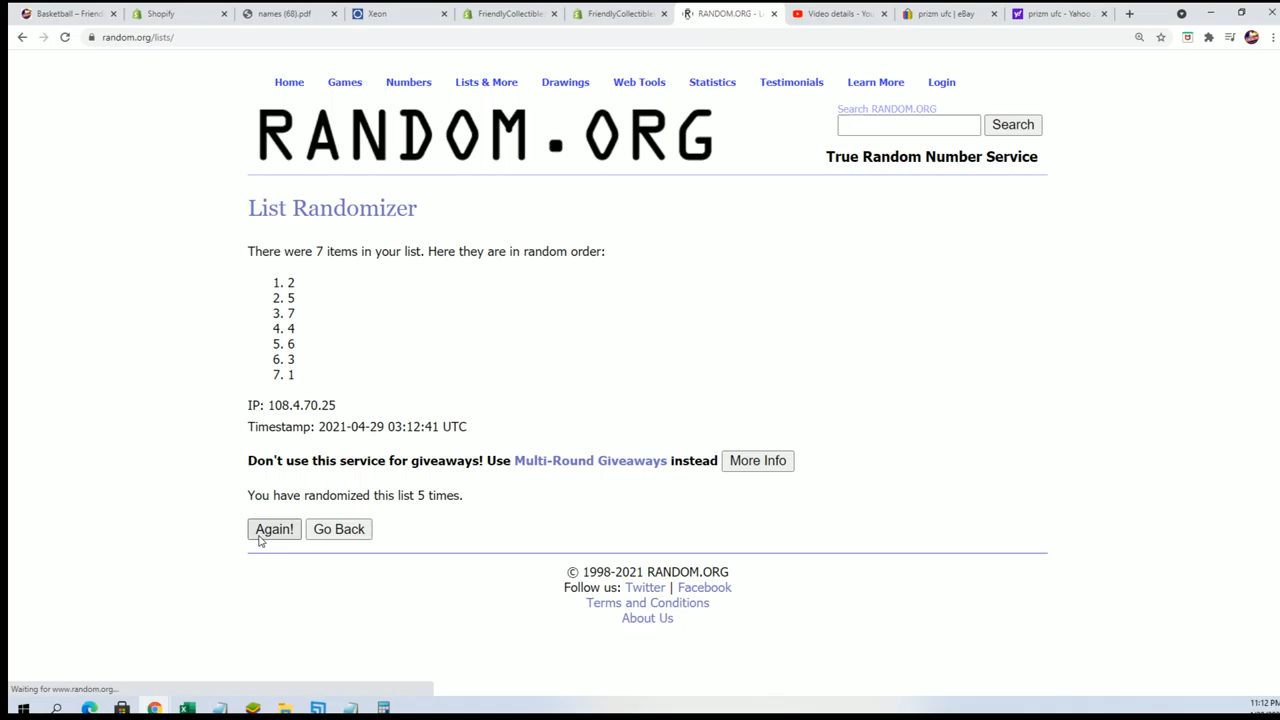 Basketball – Friend
Shopify
names (68).pdf
Xeon
FriendlyCollectibles
FriendlyCollectible
RANDOM.ORG - Li
Video details - You
prizm ufc | eBay
prizm ufc - Yahoo
random.org/lists/
Home Games Numbers Lists & More Drawings Web Tools Statistics Testimonials Learn More Login
RANDOM.ORG
Search RANDOM.ORG
Search
True Random Number Service
List Randomizer
There were 7 items in your list. Here they are in random order:
1. 2
2. 5
3. 7
4. 4
5. 6
6. 3
7. 1
IP: 108.4.70.25
Timestamp: 2021-04-29 03:12:41 UTC
Don't use this service for giveaways! Use Multi-Round Giveaways instead More Info
You have randomized this list 5 times.
Again! Go Back
© 1998-2021 RANDOM.ORG
Follow us: Twitter | Facebook
Terms and Conditions
About Us
Waiting for www.random.org...
11:12 PM